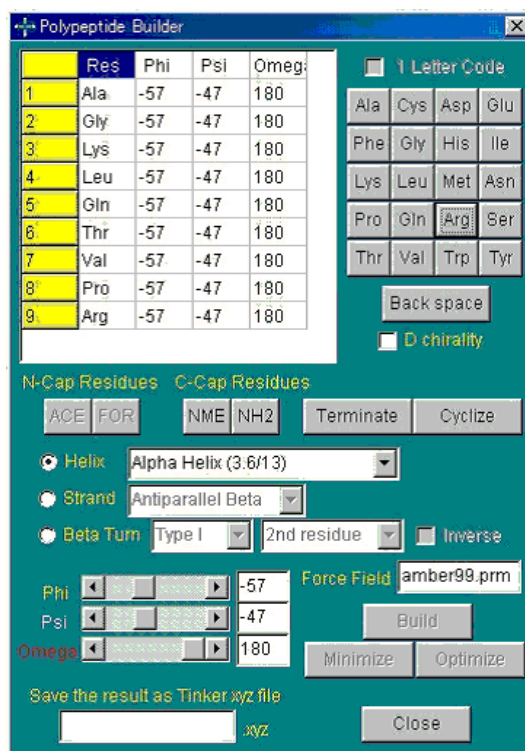 Polypeptide Builder
Res Phi Psi Omega
1 Ala -57 -47 180
2 Gly -57 -47 180
3 Lys -57 -47 180
4 Leu -57 -47 180
5 Gln -57 -47 180
6 Thr -57 -47 180
7 Val -57 -47 180
8 Pro -57 -47 180
9 Arg -57 -47 180
1 Letter Code
Ala Cys Asp Glu
Phe Gly His Ile
Lys Leu Met Asn
Pro Gln Arg Ser
Thr Val Trp Tyr
Back space
D chirality
N-Cap Residues C-Cap Residues
ACE FOR NME NH2 Terminate Cyclize
Helix Alpha Helix (3.6/13)
Strand Antiparallel Beta
Beta Turn Type I 2nd residue Inverse
Phi -57
Psi -47
Omega 180
Force Field amber99.prm
Build
Minimize Optimize
Save the result as Tinker xyz file
.xyz
Close